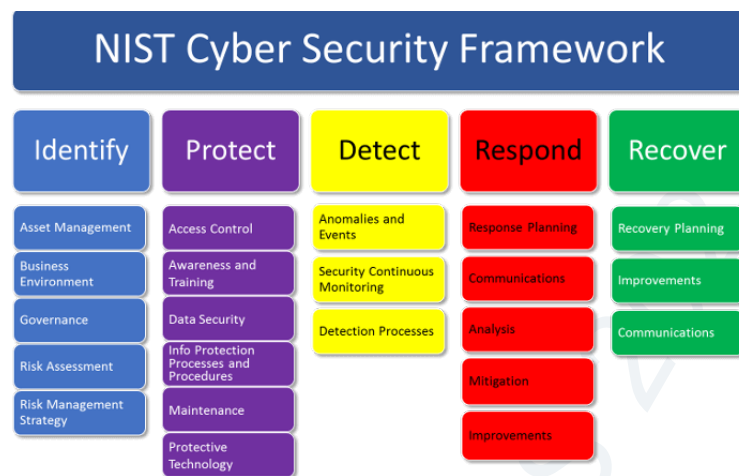 NIST Cyber Security Framework
Identify
Protect
Detect
Respond
Recover
Asset Management
Business
Environment
Governance
Risk Assessment
Risk Management
Strategy
Access Control
Awareness and
Training
Data Security
Info Protection
Processes and
Procedures
Maintenance
Protective
Technology
Anomalies and
Events
Security Continuous
Monitoring
Detection Processes
Response Planning
Communications
Analysis
Mitigation
Improvements
Recovery Planning
Improvements
Communications